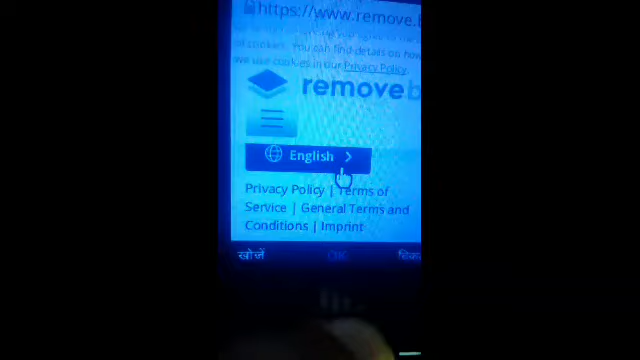 https://www.remove.
of cookies. You can find details on how
we use cookies in our Privacy Policy.
remove b
English
Privacy Policy | Terms of
Service | General Terms and
Conditions | Imprint
खोजें OK विक